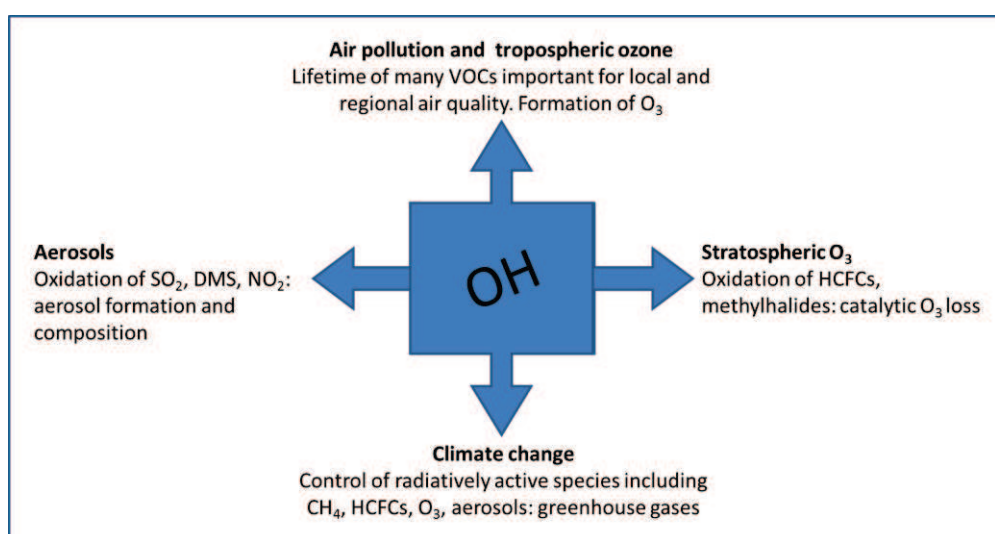 Air pollution and tropospheric ozone
Lifetime of many VOCs important for local and
regional air quality. Formation of O₃
Aerosols
Oxidation of SO₂, DMS, NO₂:
aerosol formation and
composition
OH
Stratospheric O₃
Oxidation of HCFCs,
methylhalides: catalytic O₃ loss
Climate change
Control of radiatively active species including
CH₄, HCFCs, O₃, aerosols: greenhouse gases